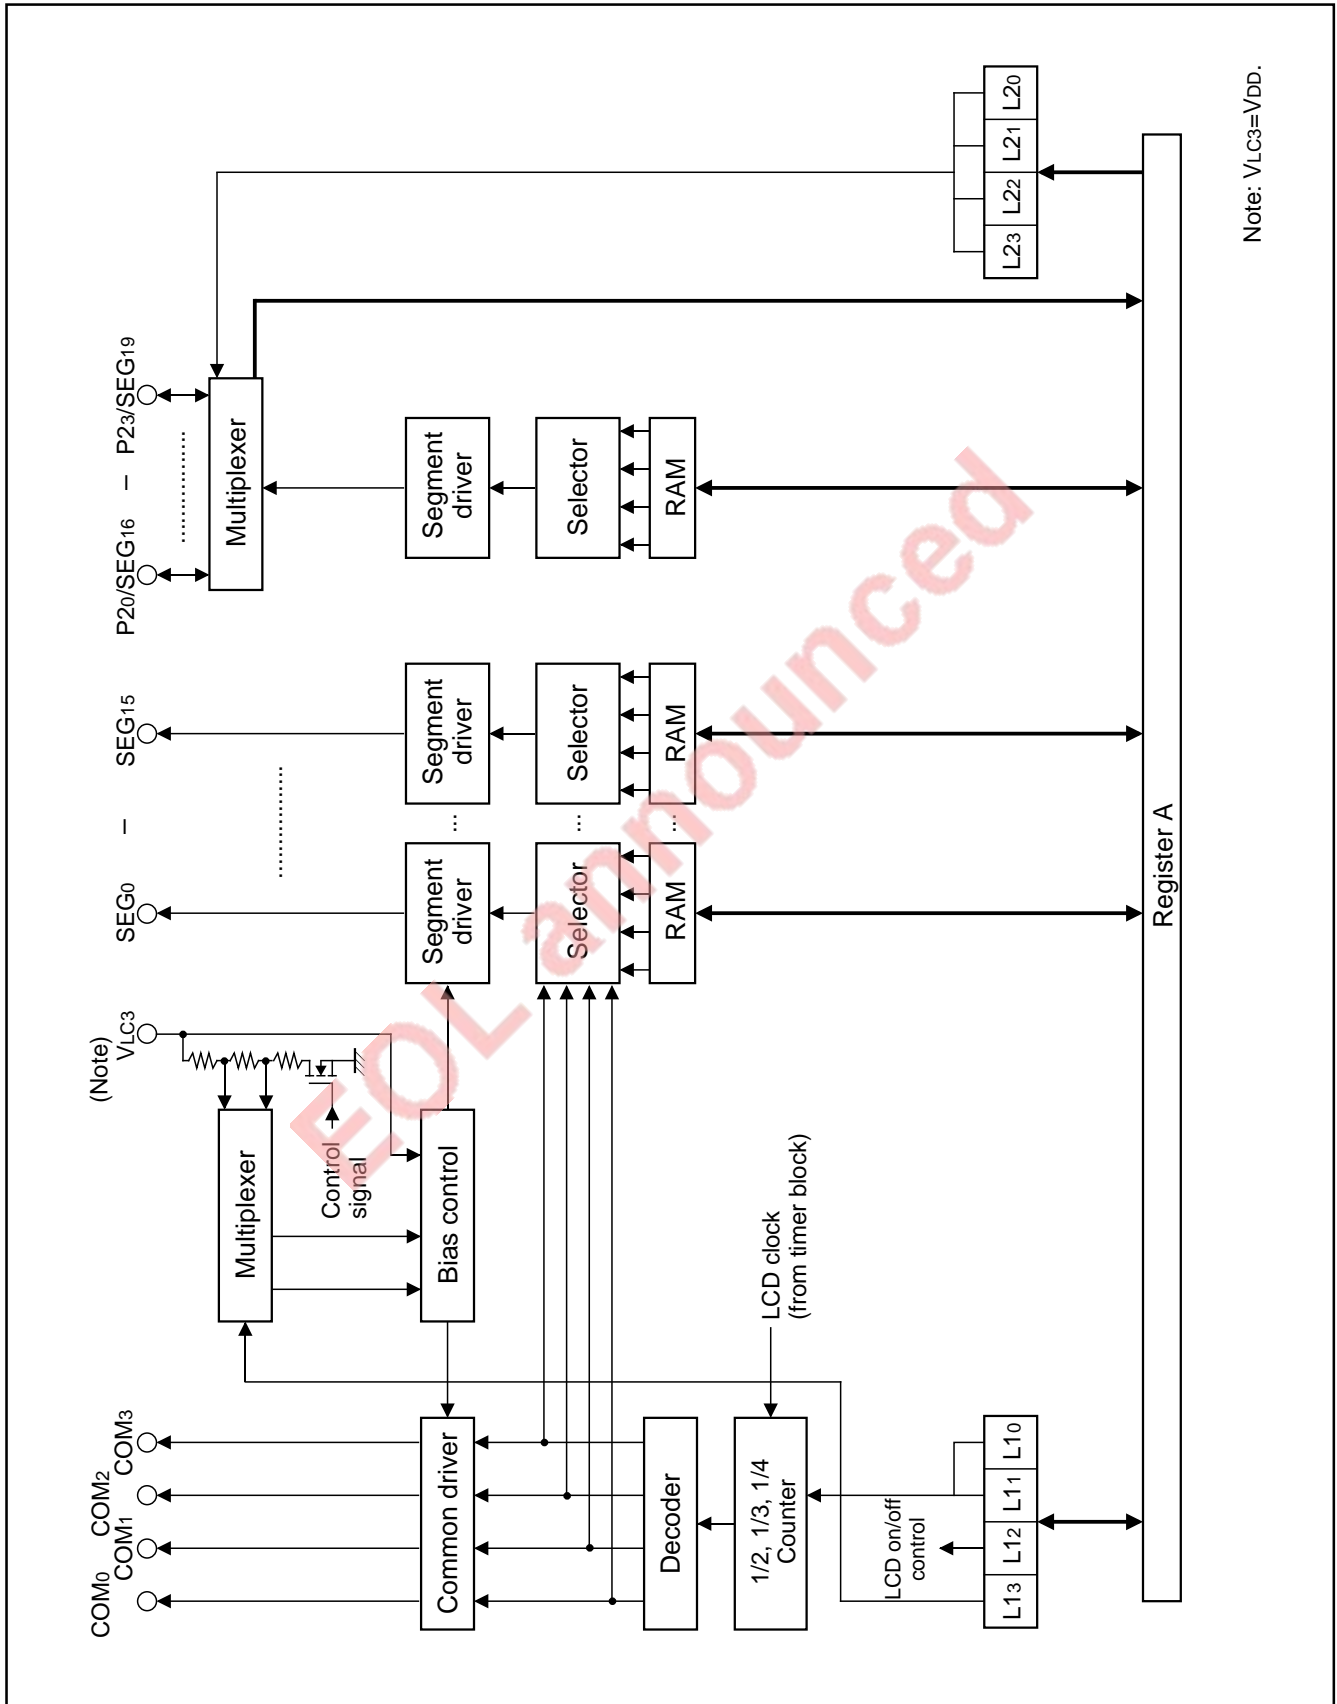 COM0
COM1
COM2
COM3
(Note)
VLC3
SEG0
–
SEG15
P20/SEG16
–
P23/SEG19
Multiplexer
Multiplexer
Control
signal
Common driver
Bias control
Segment
driver
...
Segment
driver
Segment
driver
Selector
...
Selector
Selector
Decoder
RAM
...
RAM
RAM
1/2, 1/3, 1/4
Counter
LCD clock
(from timer block)
LCD on/off
control
L13
L12
L11
L10
L23
L22
L21
L20
Register A
Note: VLC3=VDD.
EOL announced